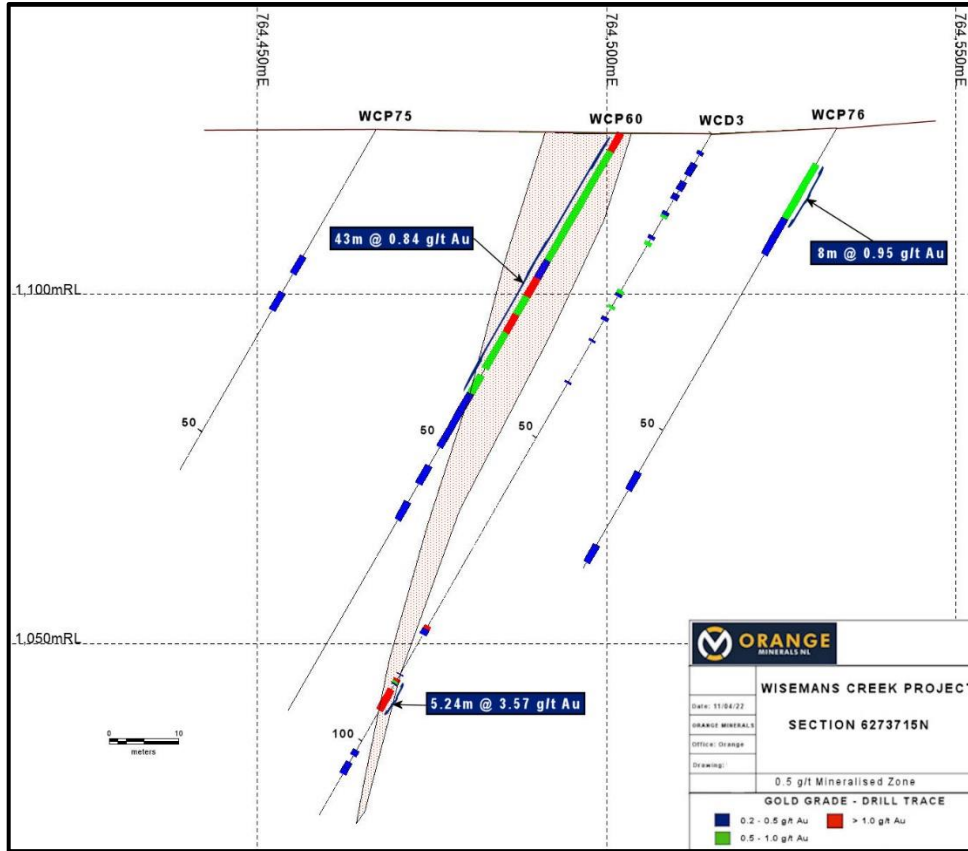 764,450mE
764,500mE
764,550mE
WCP75
WCP60
WCD3
WCP76
43m @ 0.84 g/t Au
8m @ 0.95 g/t Au
1,100mRL
50
50
50
50
1,050mRL
5.24m @ 3.57 g/t Au
100
0 10
meters
ORANGE
MINERALS NL
WISEMANS CREEK PROJECT
Date: 11/04/22
ORANGE MINERALS
SECTION 6273715N
Office: Orange
Drawing:
0.5 g/t Mineralised Zone
GOLD GRADE - DRILL TRACE
0.2 - 0.5 g/t Au
> 1.0 g/t Au
0.5 - 1.0 g/t Au